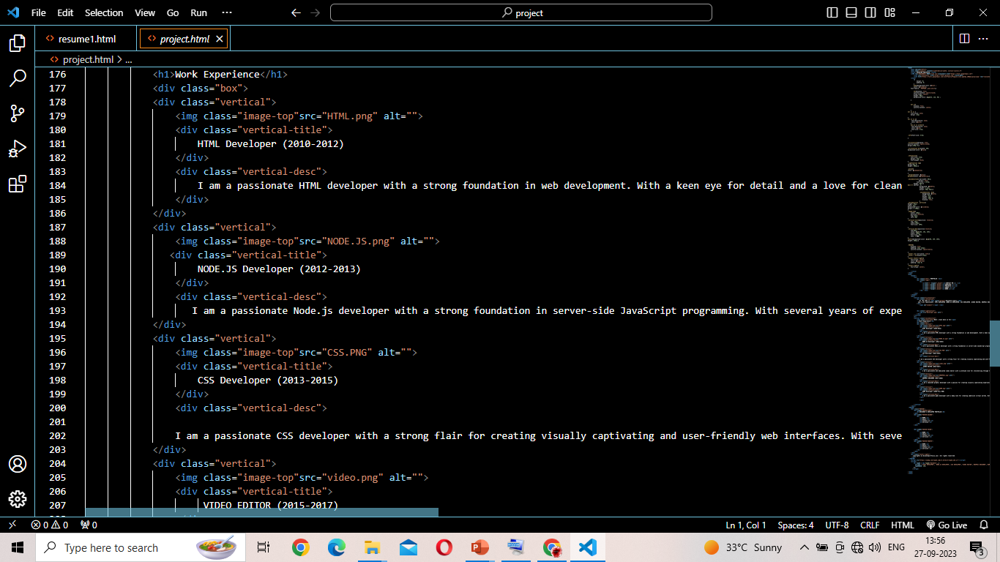 File Edit Selection View Go Run ··· project
resume1.html project.html
project.html > ...
176 <h1>Work Experience</h1>
177 <div class="box">
178 <div class="vertical">
179 <img class="image-top"src="HTML.png" alt="">
180 <div class="vertical-title">
181 HTML Developer (2010-2012)
182 </div>
183 <div class="vertical-desc">
184 I am a passionate HTML developer with a strong foundation in web development. With a keen eye for detail and a love for clean
185 </div>
186 </div>
187 <div class="vertical">
188 <img class="image-top"src="NODE.JS.png" alt="">
189 <div class="vertical-title">
190 NODE.JS Developer (2012-2013)
191 </div>
192 <div class="vertical-desc">
193 I am a passionate Node.js developer with a strong foundation in server-side JavaScript programming. With several years of expe
194 </div>
195 <div class="vertical">
196 <img class="image-top"src="CSS.PNG" alt="">
197 <div class="vertical-title">
198 CSS Developer (2013-2015)
199 </div>
200 <div class="vertical-desc">
201
202 I am a passionate CSS developer with a strong flair for creating visually captivating and user-friendly web interfaces. With seve
203 </div>
204 <div class="vertical">
205 <img class="image-top"src="video.png" alt="">
206 <div class="vertical-title">
207 VIDEO EDITOR (2015-2017)
0 0 0 Ln 1, Col 1 Spaces: 4 UTF-8 CRLF HTML Go Live
Type here to search 33°C Sunny ENG 13:56
27-09-2023 3